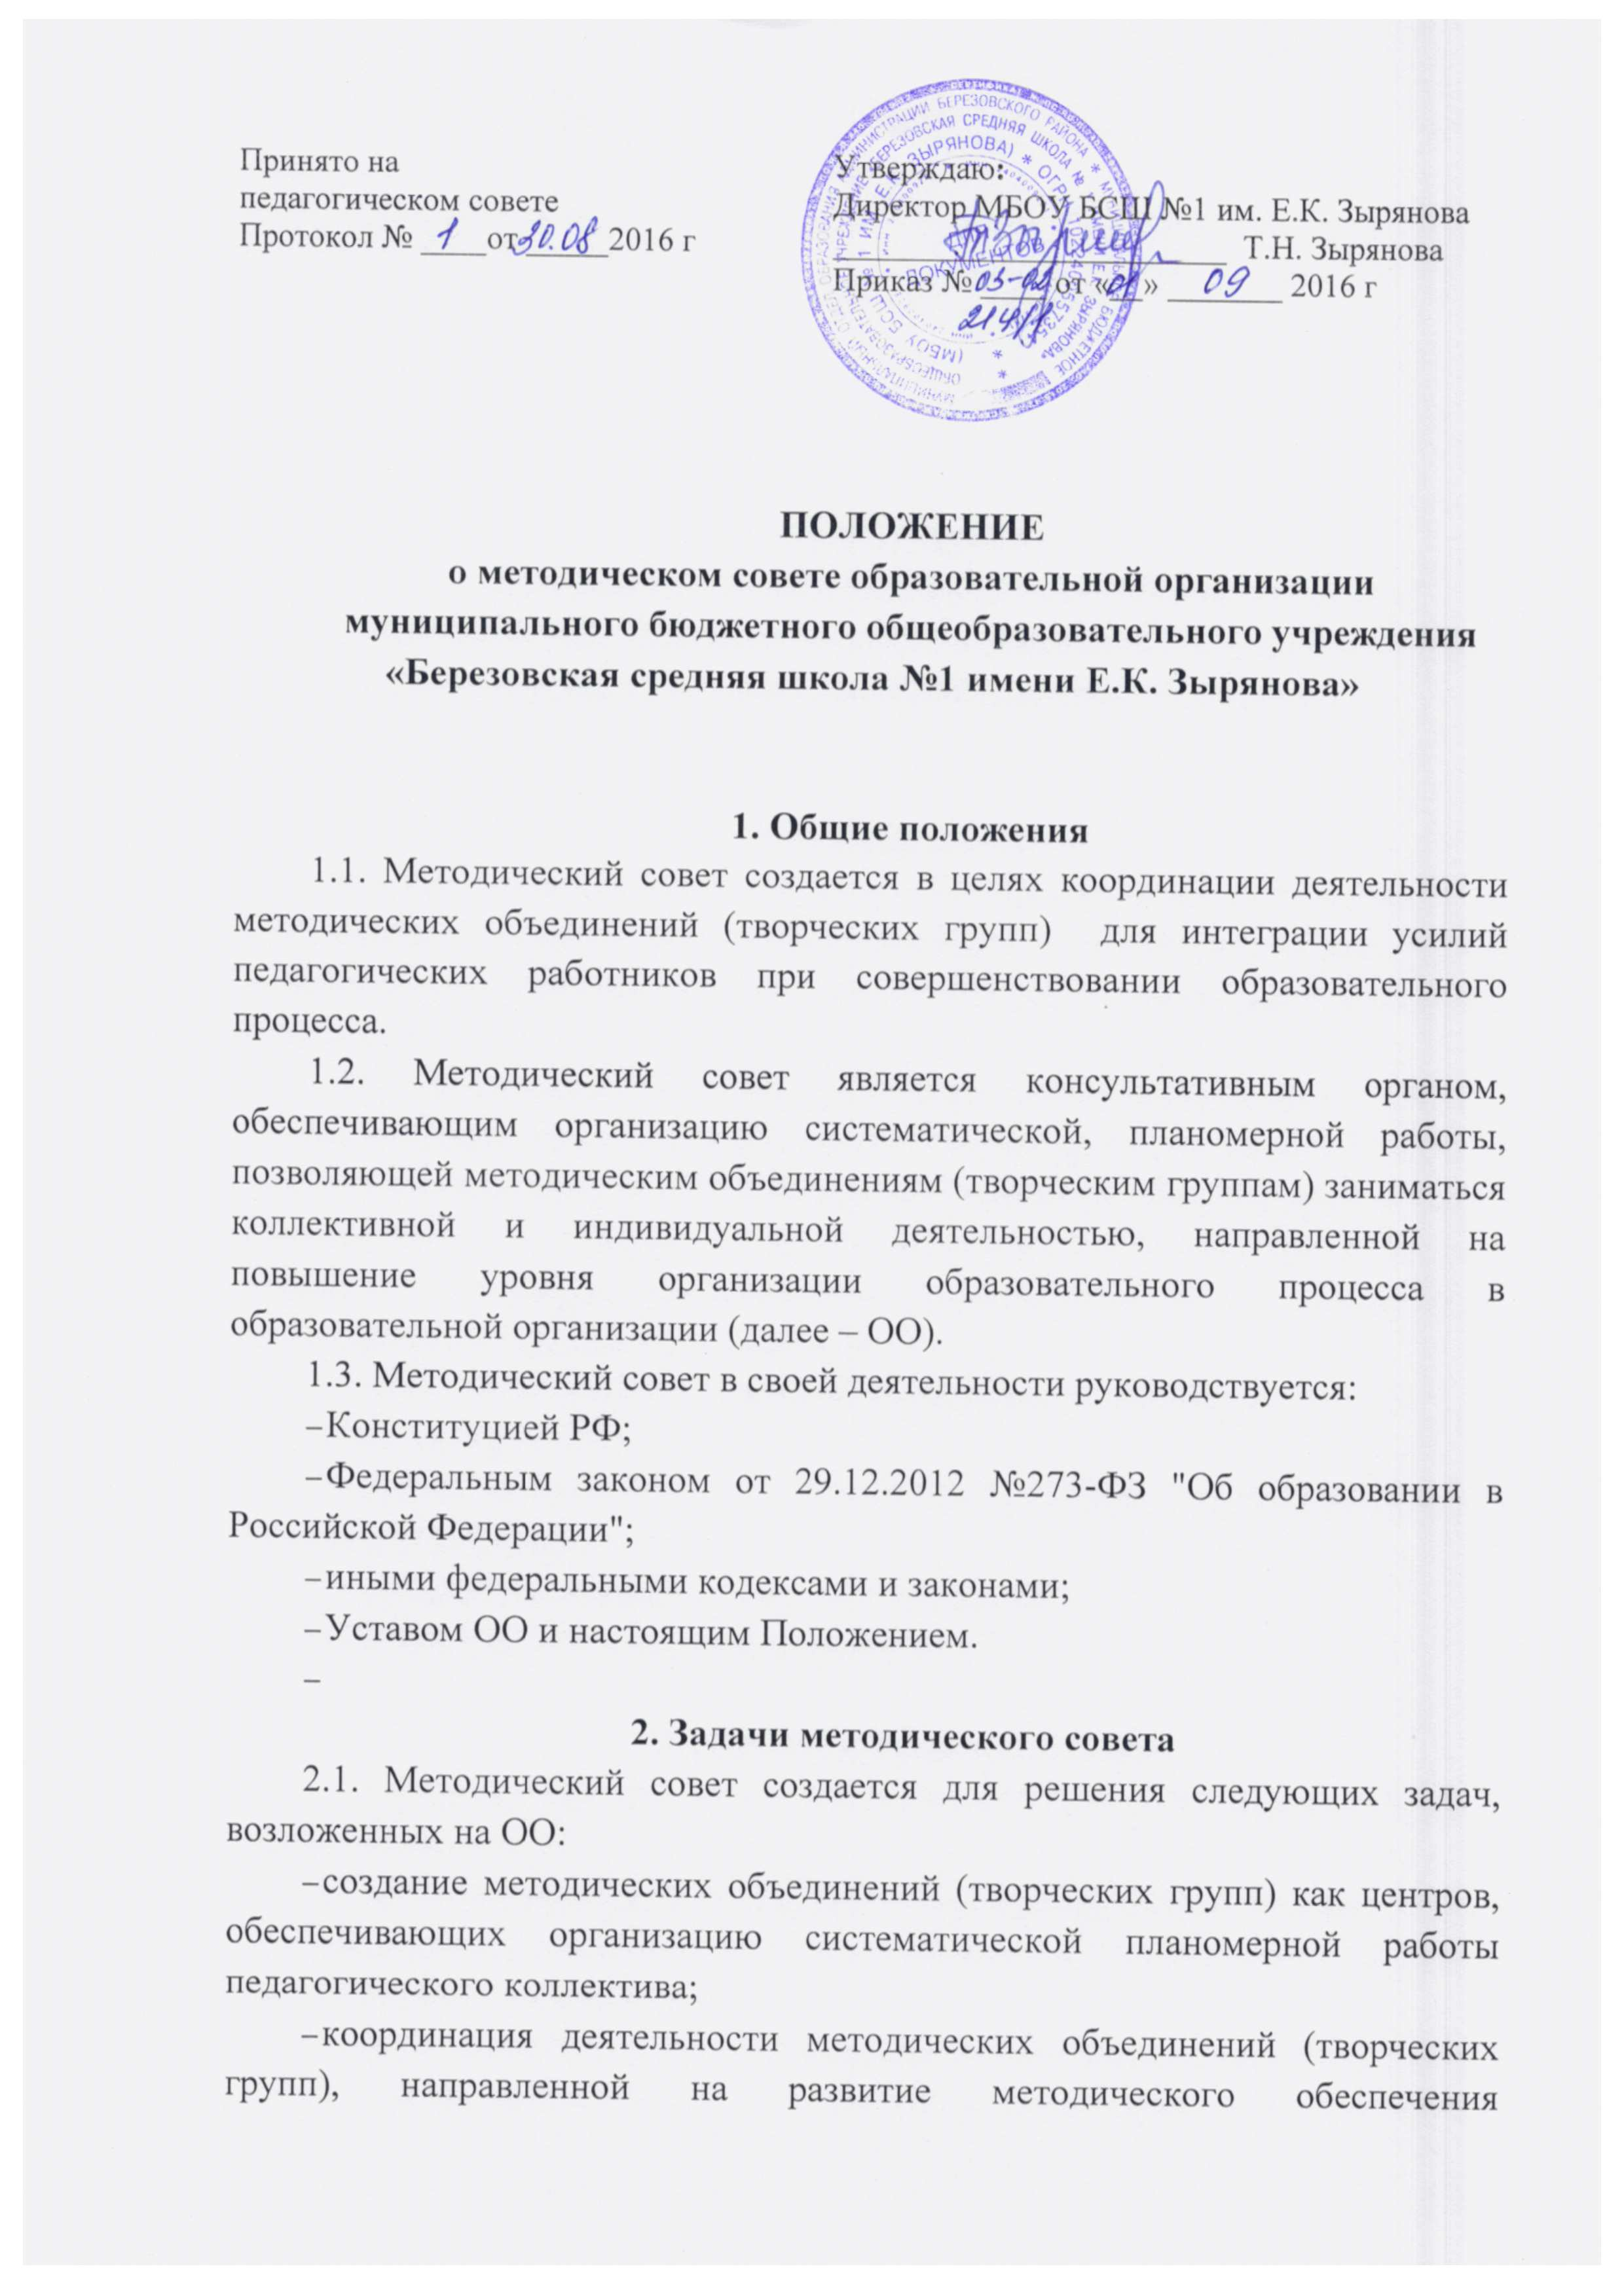 Принято на
педагогическом совете
Протокол № 1 от 30.08 2016 г
Утверждаю:
Директор МБОУ БСШ №1 им. Е.К. Зырянова
Т.Н. Зырянова
Приказ № 03-02 от «01» 09 2016 г
ПОЛОЖЕНИЕ
о методическом совете образовательной организации
муниципального бюджетного общеобразовательного учреждения
«Березовская средняя школа №1 имени Е.К. Зырянова»
1. Общие положения
1.1. Методический совет создается в целях координации деятельности
методических объединений (творческих групп) для интеграции усилий
педагогических работников при совершенствовании образовательного
процесса.
1.2. Методический совет является консультативным органом,
обеспечивающим организацию систематической, планомерной работы,
позволяющей методическим объединениям (творческим группам) заниматься
коллективной и индивидуальной деятельностью, направленной на
повышение уровня организации образовательного процесса в
образовательной организации (далее – ОО).
1.3. Методический совет в своей деятельности руководствуется:
–Конституцией РФ;
–Федеральным законом от 29.12.2012 №273-ФЗ "Об образовании в
Российской Федерации";
–иными федеральными кодексами и законами;
–Уставом ОО и настоящим Положением.
–
2. Задачи методического совета
2.1. Методический совет создается для решения следующих задач,
возложенных на ОО:
–создание методических объединений (творческих групп) как центров,
обеспечивающих организацию систематической планомерной работы
педагогического коллектива;
–координация деятельности методических объединений (творческих
групп), направленной на развитие методического обеспечения